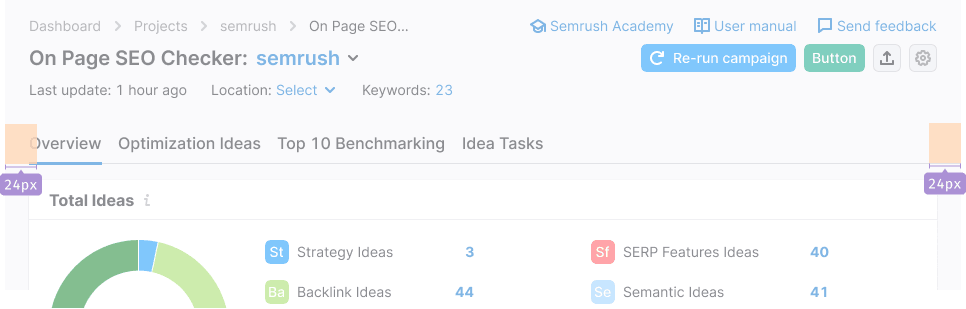 Dashboard > Projects > semrush > On Page SEO...
Semrush Academy User manual Send feedback
On Page SEO Checker: semrush
Re-run campaign Button
Last update: 1 hour ago Location: Select Keywords: 23
Overview Optimization Ideas Top 10 Benchmarking Idea Tasks
24px 24px
Total Ideas i
St Strategy Ideas 3 Sf SERP Features Ideas 40
Ba Backlink Ideas 44 Se Semantic Ideas 41